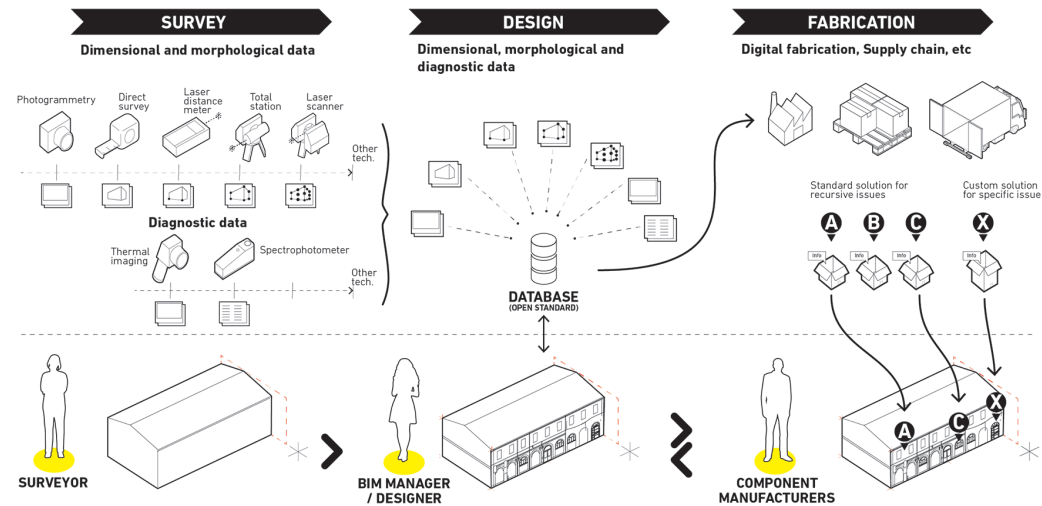 SURVEY
Dimensional and morphological data
Photogrammetry
Direct
survey
Laser
distance
meter
Total
station
Laser
scanner
Other
tech.
Diagnostic data
Thermal
imaging
Spectrophotometer
Other
tech.
DESIGN
Dimensional, morphological and
diagnostic data
DATABASE
(OPEN STANDARD)
FABRICATION
Digital fabrication, Supply chain, etc
Standard solution for
recursive issues
Custom solution
for specific issue
A
B
C
X
Info
Info
Info
Info
SURVEYOR
BIM MANAGER
/ DESIGNER
COMPONENT
MANUFACTURERS
A
C
X